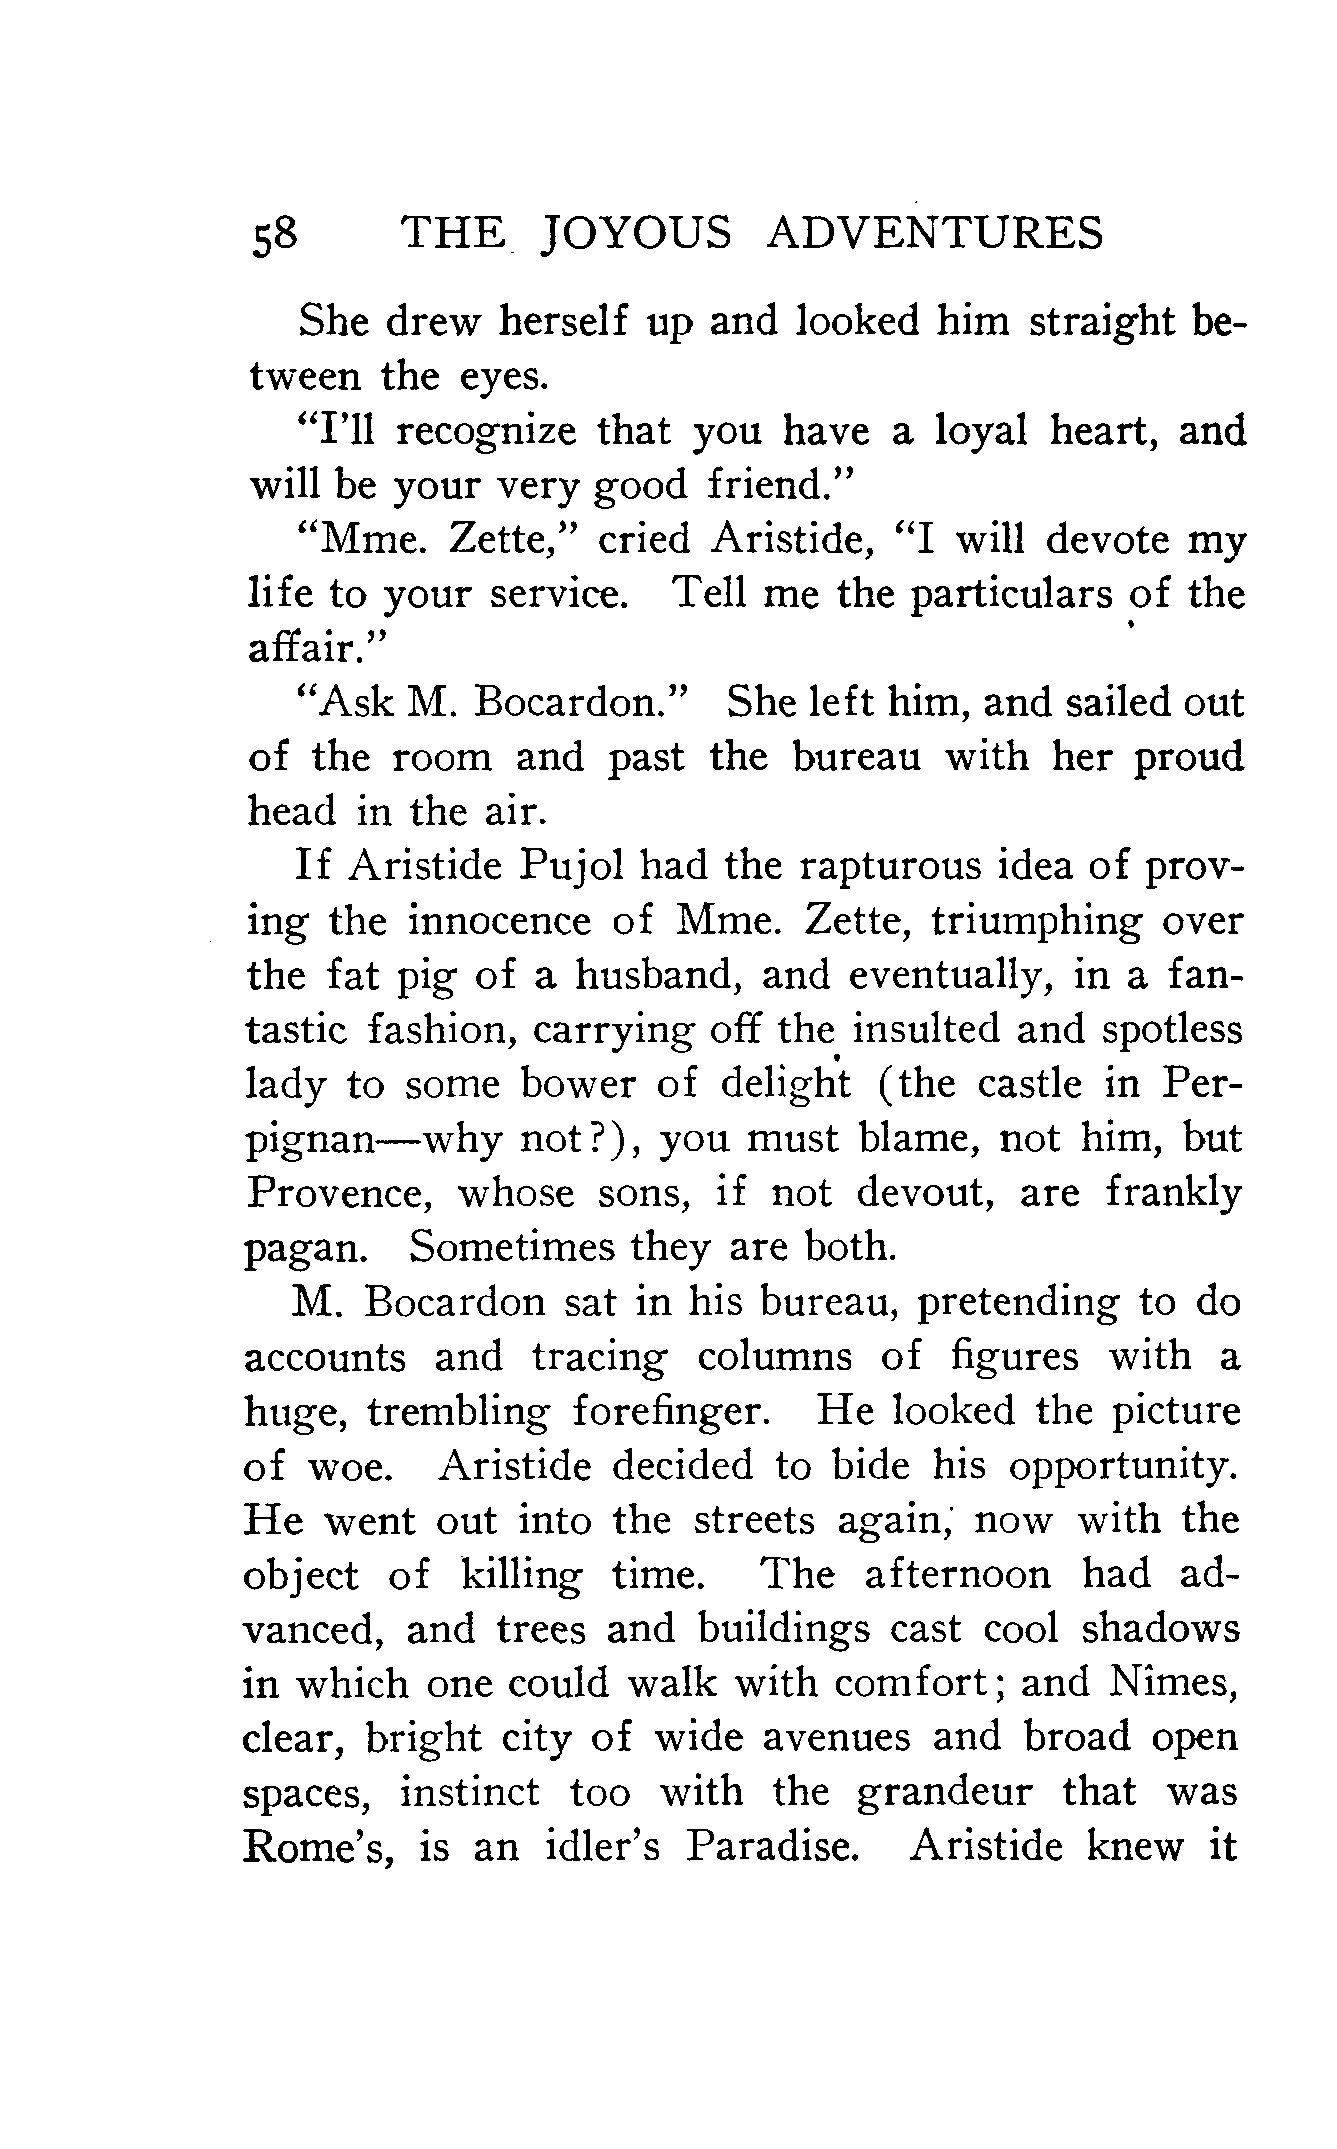 58 THE JOYOUS ADVENTURES
She drew herself up and looked him straight be-
tween the eyes.
“I’ll recognize that you have a loyal heart, and
will be your very good friend.”
“Mme. Zette,” cried Aristide, “I will devote my
life to your service. Tell me the particulars of the
affair.”
“Ask M. Bocardon.” She left him, and sailed out
of the room and past the bureau with her proud
head in the air.
If Aristide Pujol had the rapturous idea of prov-
ing the innocence of Mme. Zette, triumphing over
the fat pig of a husband, and eventually, in a fan-
tastic fashion, carrying off the insulted and spotless
lady to some bower of delight (the castle in Per-
pignan—why not?), you must blame, not him, but
Provence, whose sons, if not devout, are frankly
pagan. Sometimes they are both.
M. Bocardon sat in his bureau, pretending to do
accounts and tracing columns of figures with a
huge, trembling forefinger. He looked the picture
of woe. Aristide decided to bide his opportunity.
He went out into the streets again, now with the
object of killing time. The afternoon had ad-
vanced, and trees and buildings cast cool shadows
in which one could walk with comfort; and Nîmes,
clear, bright city of wide avenues and broad open
spaces, instinct too with the grandeur that was
Rome’s, is an idler’s Paradise. Aristide knew it